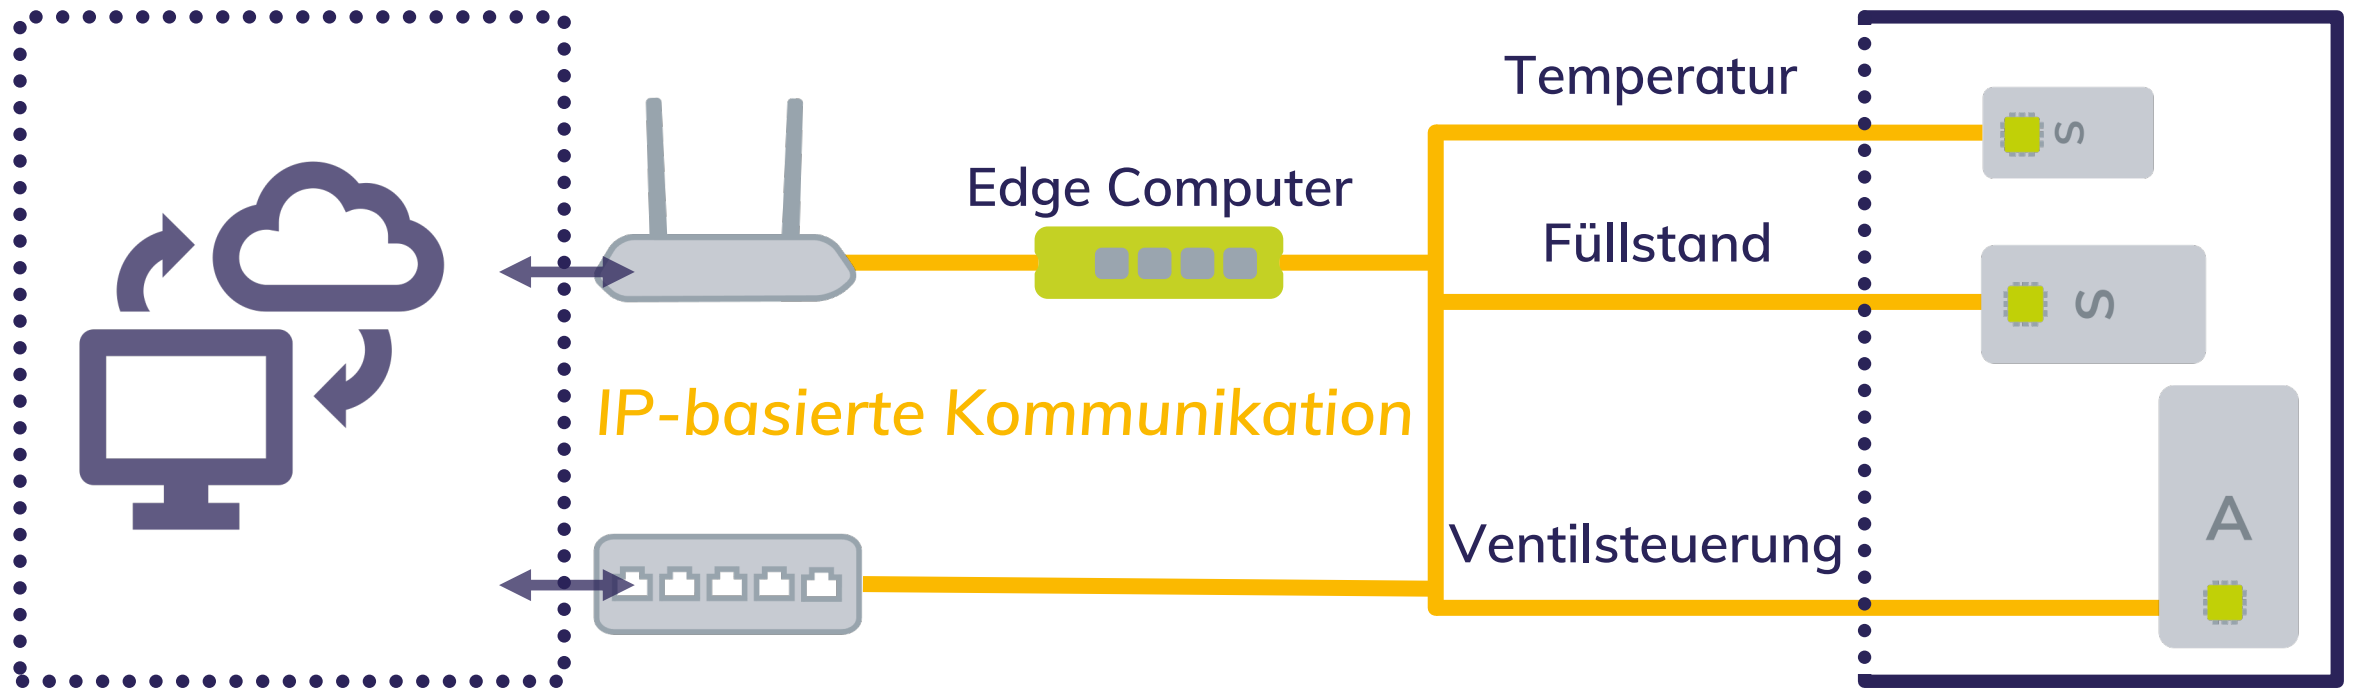 Temperatur
S
Edge Computer
Füllstand
S
IP-basierte Kommunikation
A
Ventilsteuerung